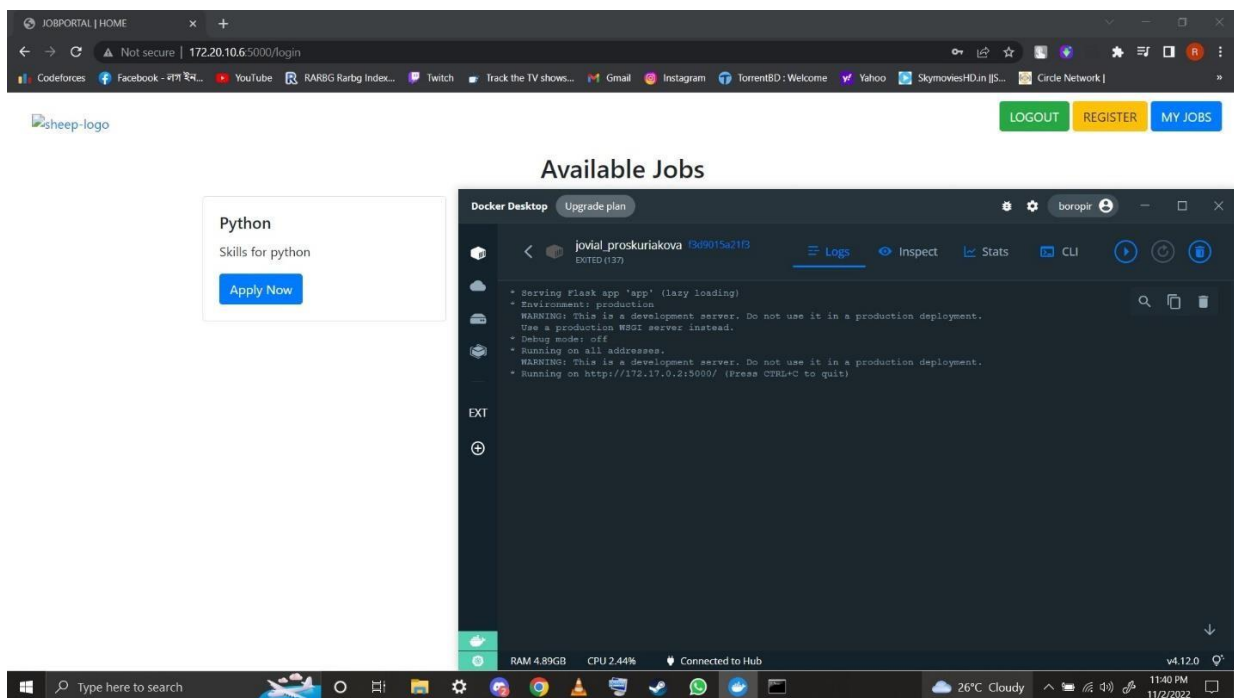 JOBPORTAL | HOME
Not secure | 172.20.10.6:5000/login
Codeforces Facebook - লগ ইন... YouTube RARBG Rarbg Index... Twitch Track the TV shows... Gmail Instagram TorrentBD : Welcome Yahoo SkymoviesHD.in ||S... Circle Network | »
sheep-logo
LOGOUT REGISTER MY JOBS
Available Jobs
Python
Skills for python
Apply Now
Docker Desktop Upgrade plan boropir
jovial_proskuriakova f3d9015a21f3
EXITED (137)
Logs Inspect Stats CLI
* Serving Flask app 'app' (lazy loading)
* Environment: production
WARNING: This is a development server. Do not use it in a production deployment.
Use a production WSGI server instead.
* Debug mode: off
* Running on all addresses.
WARNING: This is a development server. Do not use it in a production deployment.
* Running on http://172.17.0.2:5000/ (Press CTRL+C to quit)
EXT
RAM 4.89GB CPU 2.44% Connected to Hub v4.12.0
Type here to search
26°C Cloudy
11:40 PM
11/2/2022